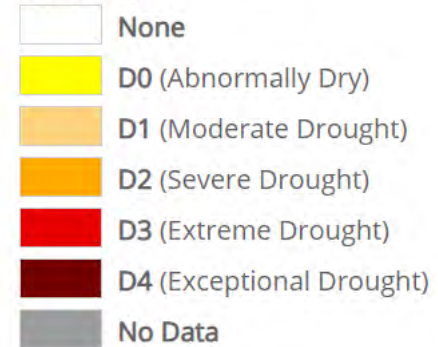 None
D0 (Abnormally Dry)
D1 (Moderate Drought)
D2 (Severe Drought)
D3 (Extreme Drought)
D4 (Exceptional Drought)
No Data